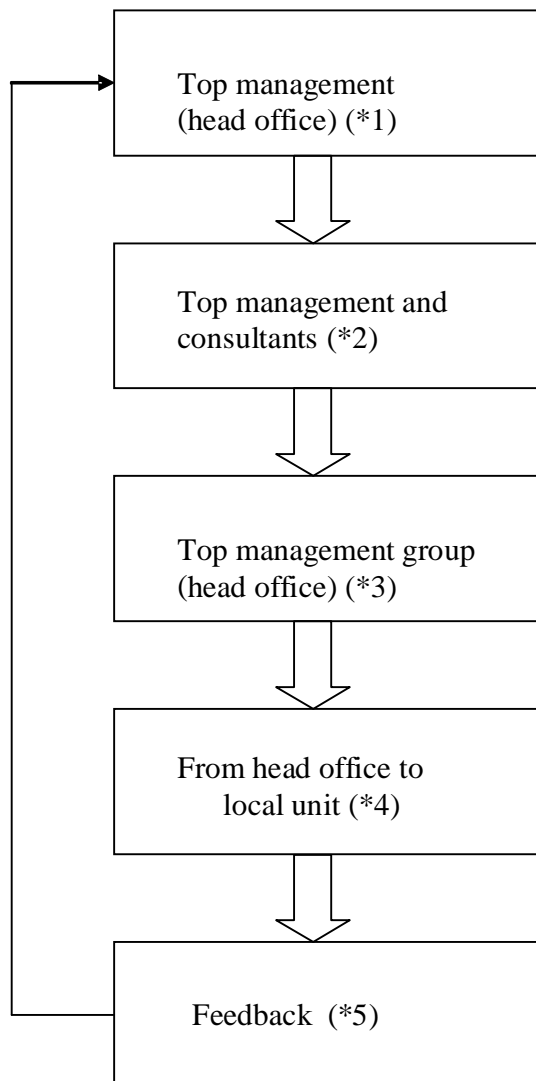 Top management
(head office) (*1)
Top management and
consultants (*2)
Top management group
(head office) (*3)
From head office to
local unit (*4)
Feedback (*5)